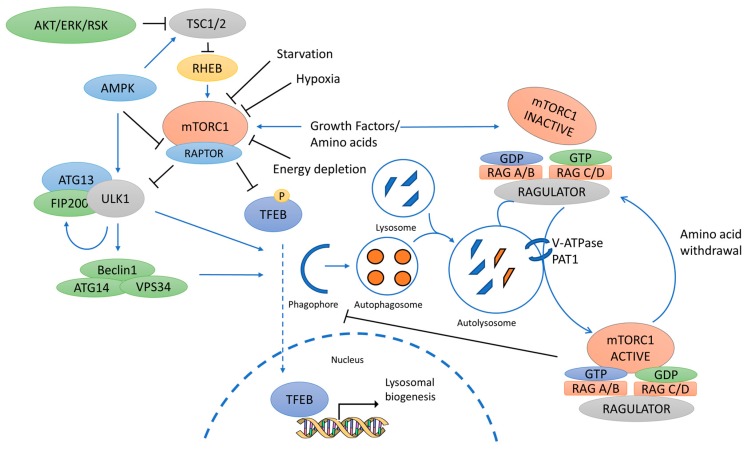 AKT/ERK/RSK
TSC1/2
RHEB
AMPK
Starvation
Hypoxia
mTORC1
RAPTOR
Growth Factors/
Amino acids
Energy depletion
mTORC1
INACTIVE
GDP
GTP
RAG A/B
RAG C/D
RAGULATOR
ATG13
FIP200
ULK1
P
TFEB
Lysosome
V-ATPase
PAT1
Amino acid
withdrawal
Beclin1
ATG14
VPS34
Phagophore
Autophagosome
Autolysosome
mTORC1
ACTIVE
GTP
GDP
RAG A/B
RAG C/D
RAGULATOR
Nucleus
TFEB
Lysosomal
biogenesis